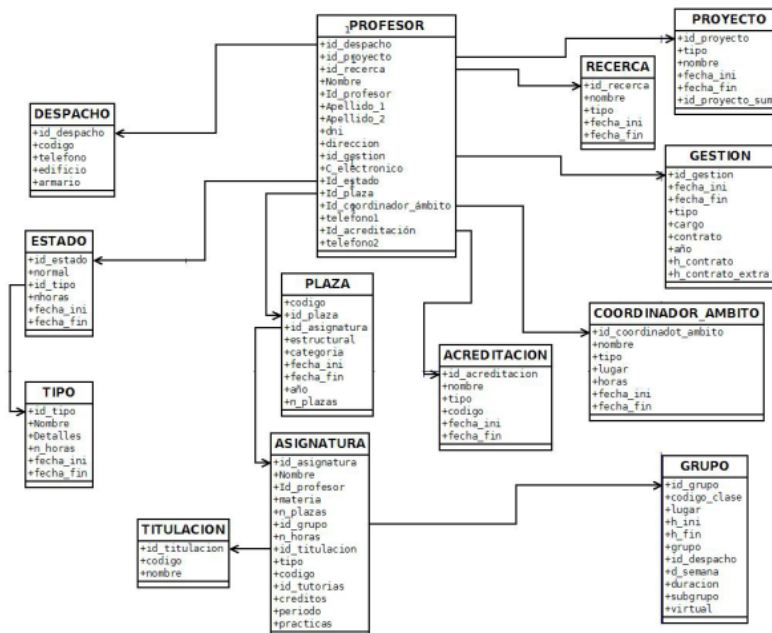 PROFESOR
+id_despacho
+id_proyecto
+id_recerca
+Nombre
+Id_profesor
+Apellido_1
+Apellido_2
+dni
+direccion
+id_gestion
+C_electronico
+Id_estado
+Id_plaza
+Id_coordinador_ámbito
+telefono1
+Id_acreditación
+telefono2
PROYECTO
+id_proyecto
+tipo
+nombre
+fecha_ini
+fecha_fin
+id_proyecto_sum
RECERCA
+id_recerca
+nombre
+tipo
+fecha_ini
+fecha_fin
DESPACHO
+id_despacho
+codigo
+telefono
+edificio
+armario
GESTION
+id_gestion
+fecha_ini
+fecha_fin
+tipo
+cargo
+contrato
+año
+h_contrato
+h_contrato_extra
ESTADO
+id_estado
+normal
+id_tipo
+nhoras
+fecha_ini
+fecha_fin
PLAZA
+codigo
+id_plaza
+id_asignatura
+estructural
+categoria
+fecha_ini
+fecha_fin
+año
+n_plazas
COORDINADOR_AMBITO
+id_coordinadot_ambito
+nombre
+tipo
+lugar
+horas
+fecha_ini
+fecha_fin
ACREDITACION
+id_acreditacion
+nombre
+tipo
+codigo
+fecha_ini
+fecha_fin
TIPO
+id_tipo
+Nombre
+Detalles
+n_horas
+fecha_ini
+fecha_fin
ASIGNATURA
+id_asignatura
+Nombre
+Id_profesor
+materia
+n_plazas
+id_grupo
+n_horas
+id_titulacion
+tipo
+codigo
+id_tutorias
+creditos
+periodo
+practicas
GRUPO
+id_grupo
+codigo_clase
+lugar
+h_ini
+h_fin
+grupo
+id_despacho
+d_semana
+duracion
+subgrupo
+virtual
TITULACION
+id_titulacion
+codigo
+nombre